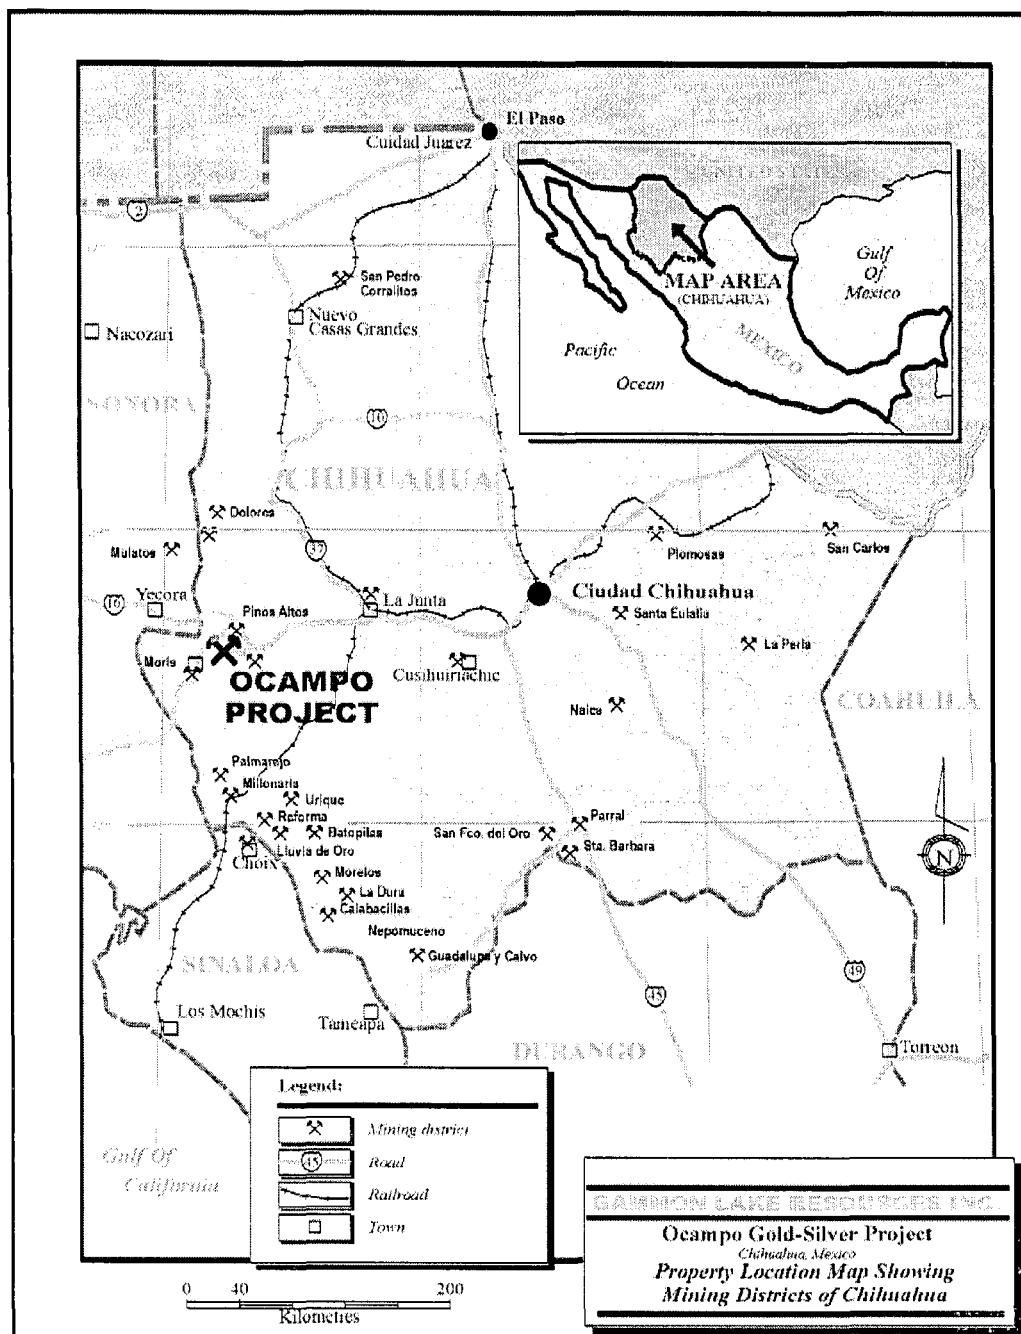 El Paso
Cuidad Juarez
2
UNITED STATES
San Pedro
Corralitos
Gulf
Of
Mexico
MAP AREA
(CHIHUAHUA)
MEXICO
Nuevo
Casas Grandes
Nacozari
Pacific
Ocean
SONORA
10
CHIHUAHUA
Dolores
Mulatos
37
Plomosas
San Carlos
Yecora
16
La Junta
Ciudad Chihuahua
Pinos Altos
Santa Eulalia
La Perla
Moris
Cusihuiriachic
OCAMPO
PROJECT
Naica
COAHUILA
Palmarejo
Millonaria
Urique
Reforma
Batopilas
Lluvia de Oro
Choix
San Fco. del Oro
Parral
Sta. Barbara
N
Morelos
La Dura
Calabacillas
Nepomuceno
Guadalupe y Calvo
SINALOA
49
45
Los Mochis
Tameapa
DURANGO
Torreon
Legend:
Mining district
45 Road
Railroad
Town
Gulf Of
California
GAMMON LAKE RESOURCES INC.
Ocampo Gold-Silver Project
Chihuahua, Mexico
Property Location Map Showing
Mining Districts of Chihuahua
0 40 200
Kilometies